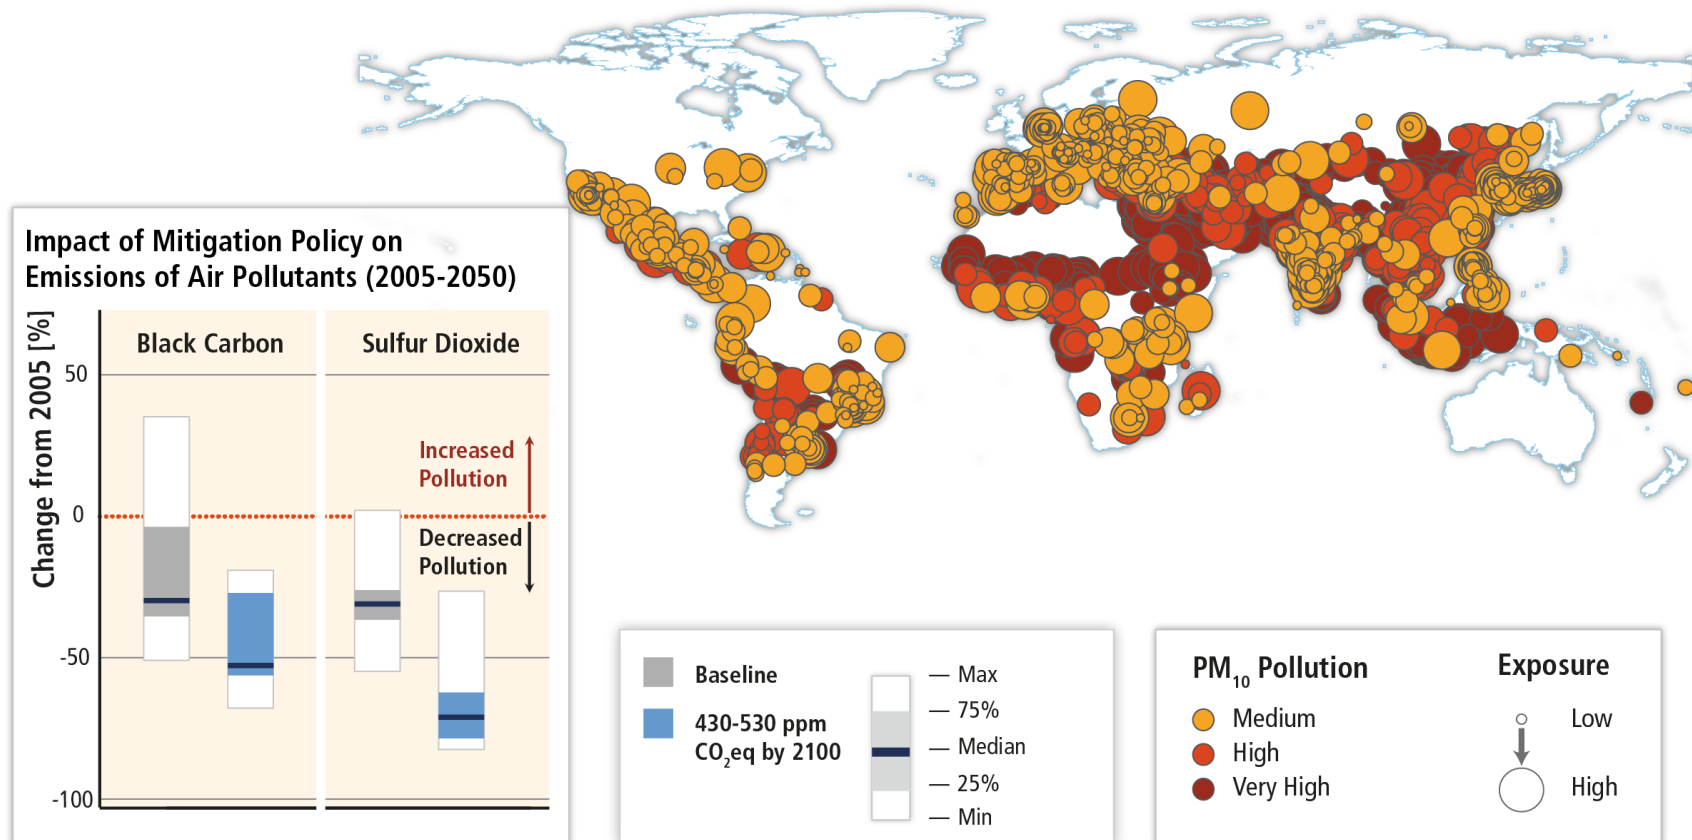 Impact of Mitigation Policy on
Emissions of Air Pollutants (2005-2050)
Change from 2005 [%]
Black Carbon
Sulfur Dioxide
50
0
-50
-100
Increased
Pollution
Decreased
Pollution
Baseline
430-530 ppm
CO₂eq by 2100
Max
75%
Median
25%
Min
PM₁₀ Pollution
Medium
High
Very High
Exposure
Low
High